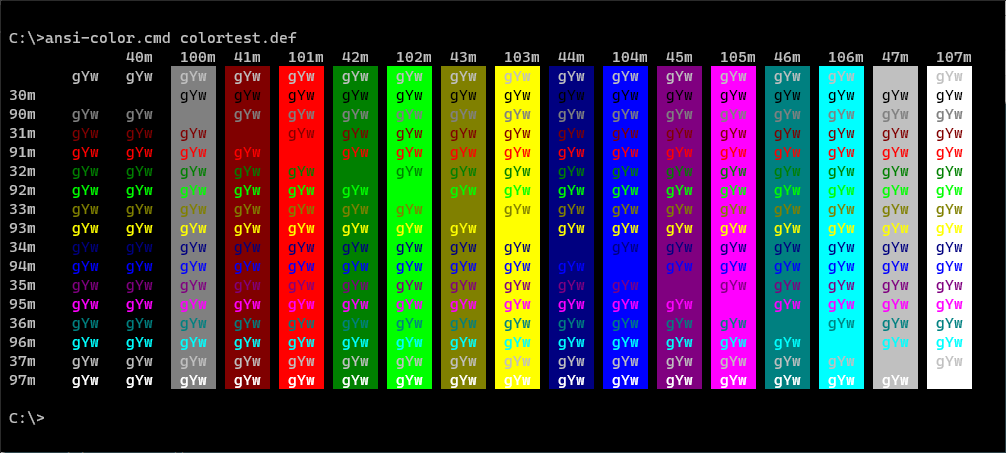 C:\>ansi-color.cmd colortest.def
40m 100m 41m 101m 42m 102m 43m 103m 44m 104m 45m 105m 46m 106m 47m 107m
gYw gYw gYw gYw gYw gYw gYw gYw gYw gYw gYw gYw gYw gYw gYw gYw gYw
30m gYw gYw gYw gYw gYw gYw gYw gYw gYw gYw gYw gYw gYw gYw gYw
90m gYw gYw gYw gYw gYw gYw gYw gYw gYw gYw gYw gYw gYw gYw gYw gYw
31m gYw gYw gYw gYw gYw gYw gYw gYw gYw gYw gYw gYw gYw gYw gYw gYw
91m gYw gYw gYw gYw gYw gYw gYw gYw gYw gYw gYw gYw gYw gYw gYw gYw
32m gYw gYw gYw gYw gYw gYw gYw gYw gYw gYw gYw gYw gYw gYw gYw gYw
92m gYw gYw gYw gYw gYw gYw gYw gYw gYw gYw gYw gYw gYw gYw gYw gYw
33m gYw gYw gYw gYw gYw gYw gYw gYw gYw gYw gYw gYw gYw gYw gYw gYw
93m gYw gYw gYw gYw gYw gYw gYw gYw gYw gYw gYw gYw gYw gYw gYw gYw
34m gYw gYw gYw gYw gYw gYw gYw gYw gYw gYw gYw gYw gYw gYw gYw gYw
94m gYw gYw gYw gYw gYw gYw gYw gYw gYw gYw gYw gYw gYw gYw gYw gYw
35m gYw gYw gYw gYw gYw gYw gYw gYw gYw gYw gYw gYw gYw gYw gYw gYw
95m gYw gYw gYw gYw gYw gYw gYw gYw gYw gYw gYw gYw gYw gYw gYw gYw
36m gYw gYw gYw gYw gYw gYw gYw gYw gYw gYw gYw gYw gYw gYw gYw gYw
96m gYw gYw gYw gYw gYw gYw gYw gYw gYw gYw gYw gYw gYw gYw gYw gYw
37m gYw gYw gYw gYw gYw gYw gYw gYw gYw gYw gYw gYw gYw gYw gYw gYw gYw
97m gYw gYw gYw gYw gYw gYw gYw gYw gYw gYw gYw gYw gYw gYw gYw gYw
C:\>